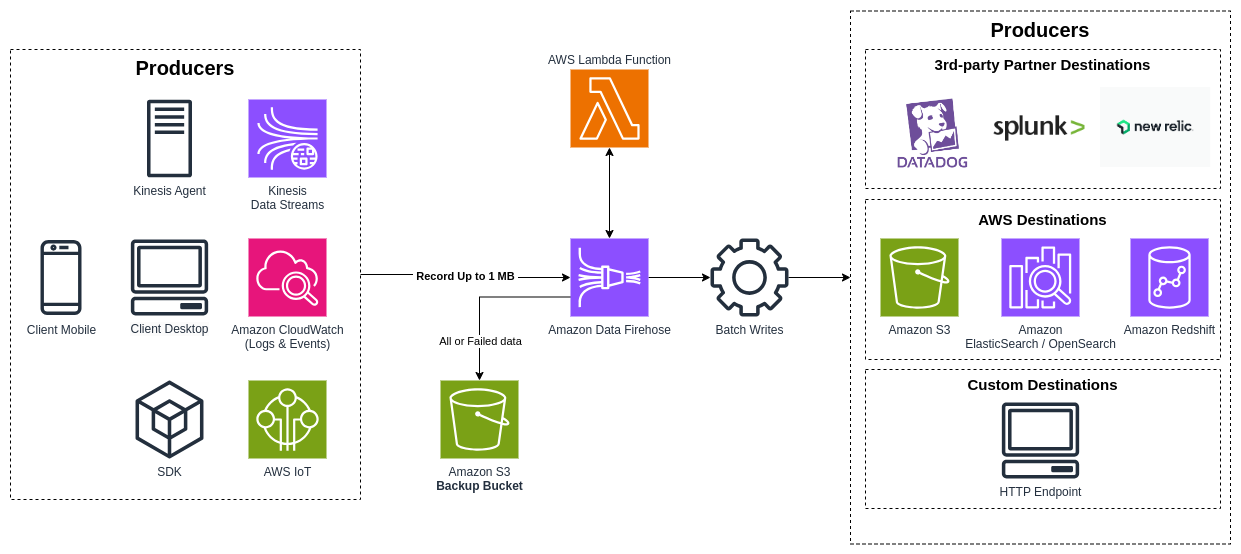 Producers
Kinesis Agent
Kinesis
Data Streams
Client Mobile
Client Desktop
Amazon CloudWatch
(Logs & Events)
SDK
AWS IoT
AWS Lambda Function
Record Up to 1 MB
Amazon Data Firehose
Batch Writes
All or Failed data
Amazon S3
Backup Bucket
Producers
3rd-party Partner Destinations
DATADOG
splunk>
new relic.
AWS Destinations
Amazon S3
Amazon
ElasticSearch / OpenSearch
Amazon Redshift
Custom Destinations
HTTP Endpoint